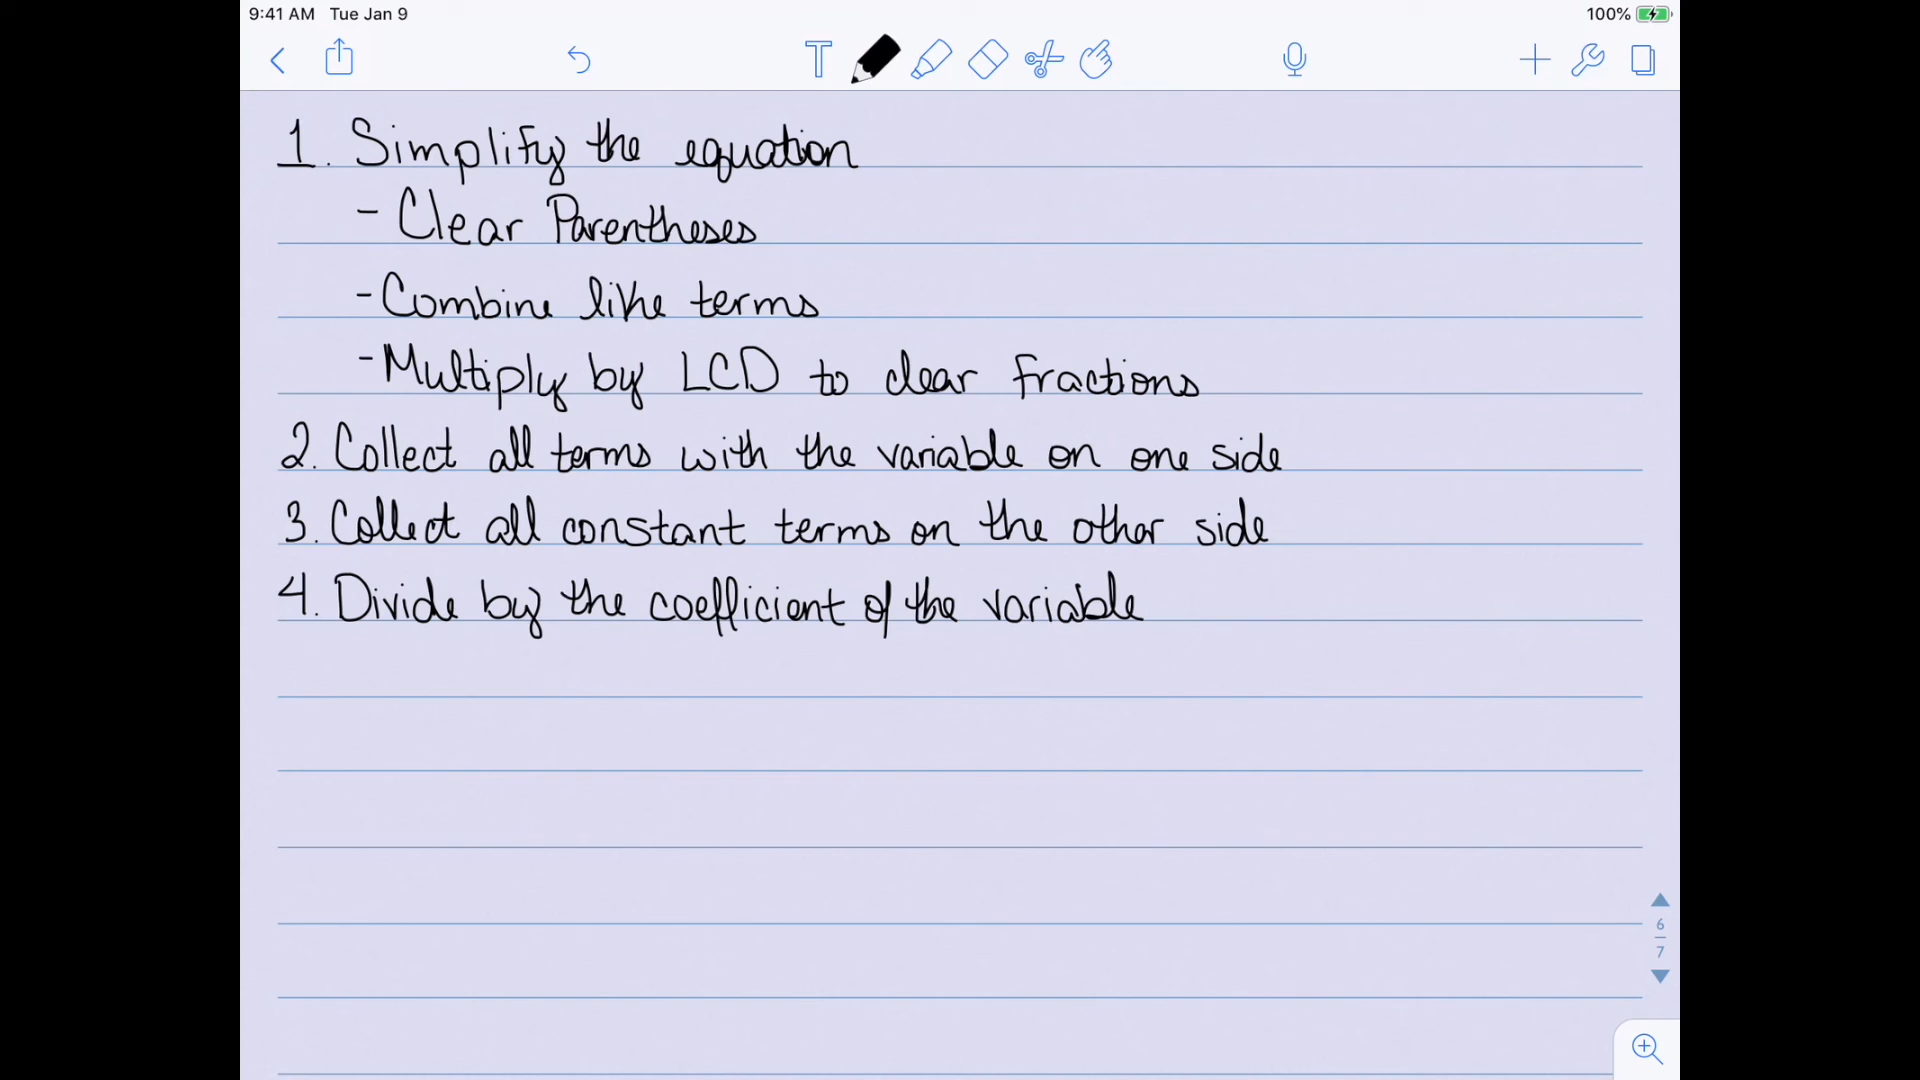 9:41 AM Tue Jan 9 100%
T
1. Simplify the equation
- Clear Parentheses
- Combine like terms
- Multiply by LCD to clear fractions
2. Collect all terms with the variable on one side
3. Collect all constant terms on the other side
4. Divide by the coefficient of the variable
6
7